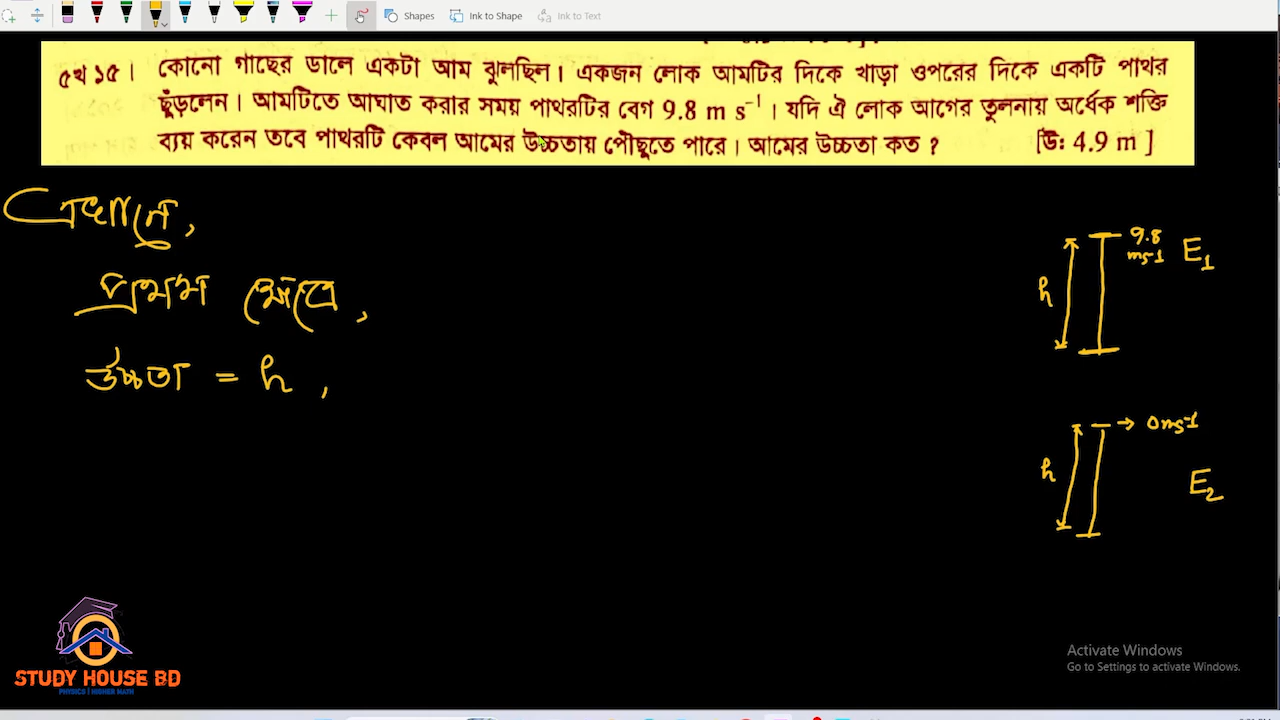 Shapes
Ink to Shape
Ink to Text
৫খ ১৫। কোনো গাছের ডালে একটা আম ঝুলছিল। একজন লোক আমটির দিকে খাড়া ওপরের দিকে একটি পাথর
ছুঁড়লেন। আমটিতে আঘাত করার সময় পাথরটির বেগ 9.8 m s⁻¹। যদি ঐ লোক আগের তুলনায় অর্ধেক শক্তি
ব্যয় করেন তবে পাথরটি কেবল আমের উচ্চতায় পৌঁছুতে পারে। আমের উচ্চতা কত ? [উঃ 4.9 m ]
এখানে,
প্রথম ক্ষেত্রে,
উচ্চতা = h ,
9.8
ms-1 E₁
h
→ 0ms-1
h
E₂
STUDY HOUSE BD
PHYSICS | HIGHER MATH
Activate Windows
Go to Settings to activate Windows.